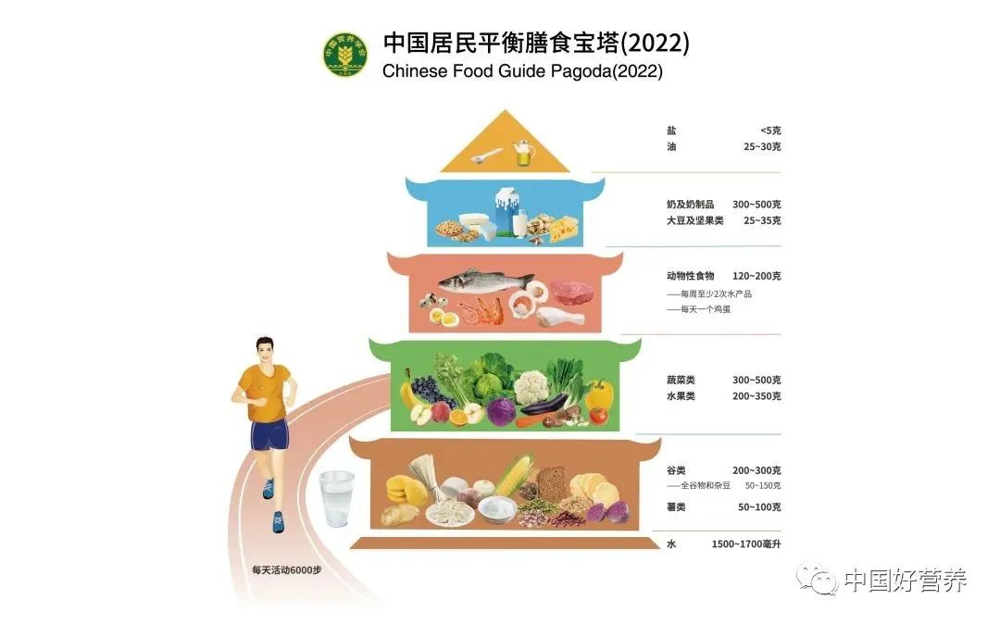 中国营养学会
中国居民平衡膳食宝塔(2022)
Chinese Food Guide Pagoda(2022)
盐 <5克
油 25~30克
奶及奶制品 300~500克
大豆及坚果类 25~35克
动物性食物 120~200克
——每周至少2次水产品
——每天一个鸡蛋
蔬菜类 300~500克
水果类 200~350克
谷类 200~300克
——全谷物和杂豆 50~150克
薯类 50~100克
水 1500~1700毫升
每天活动6000步
中国好营养